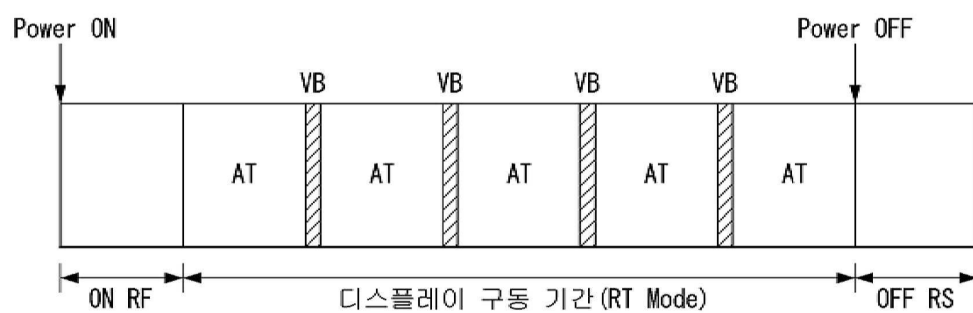 Power ON
Power OFF
VB VB VB VB
AT AT AT AT AT
ON RF
디스플레이 구동 기간(RT Mode)
OFF RS